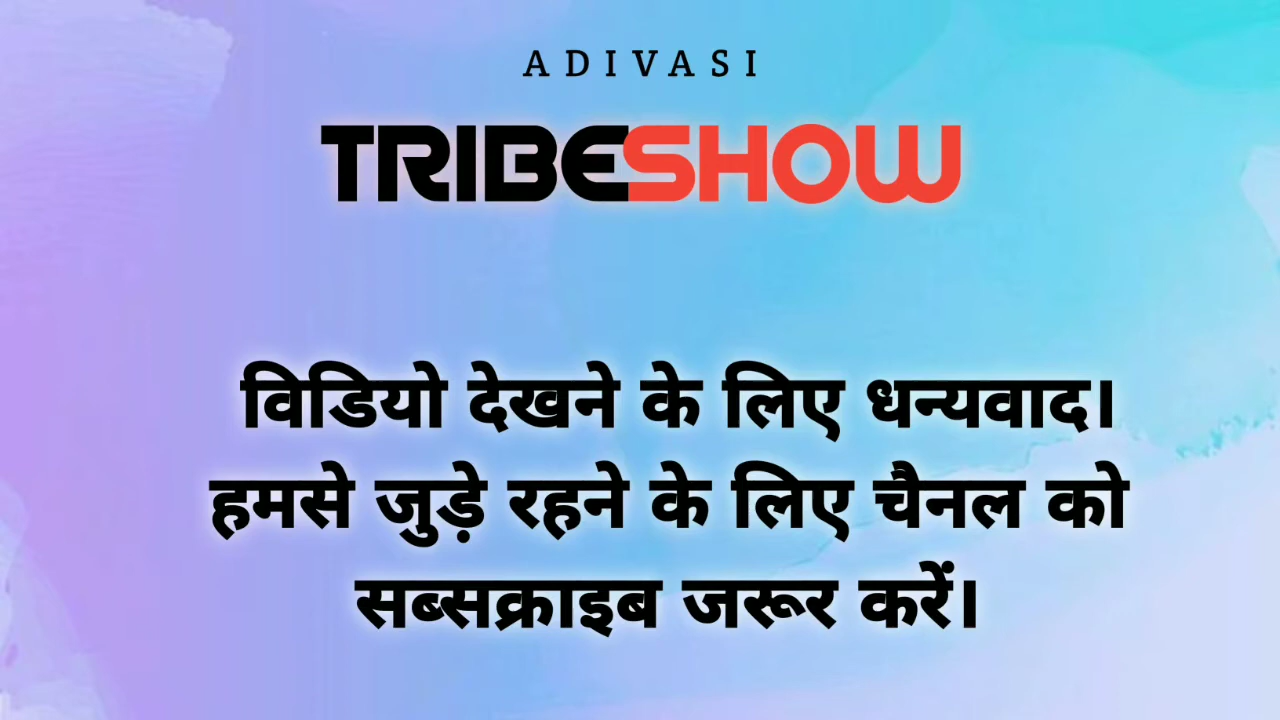 ADIVASI
TRIBESHOW
विडियो देखने के लिए धन्यवाद।
हमसे जुड़े रहने के लिए चैनल को
सब्सक्राइब जरूर करें।